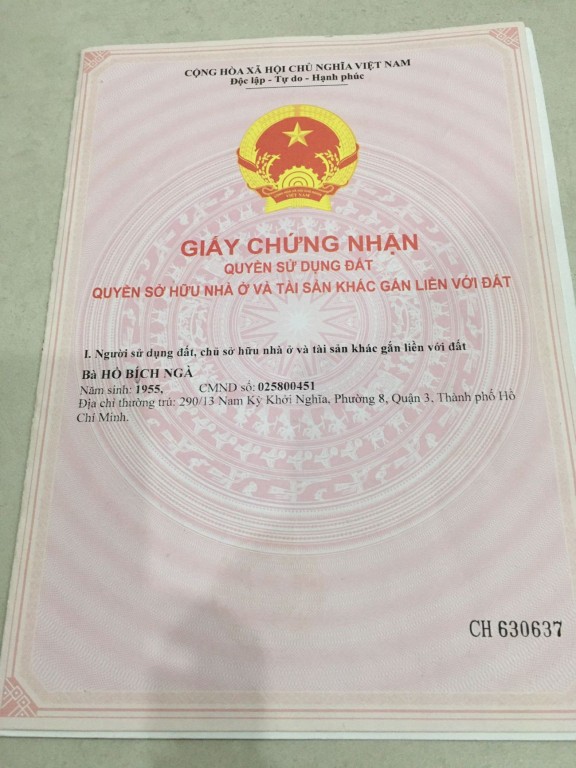 CỘNG HÒA XÃ HỘI CHỦ NGHĨA VIỆT NAM
Độc lập - Tự do - Hạnh phúc
VIỆT NAM
GIẤY CHỨNG NHẬN
QUYỀN SỬ DỤNG ĐẤT
QUYỀN SỞ HỮU NHÀ Ở VÀ TÀI SẢN KHÁC GẮN LIỀN VỚI ĐẤT
I. Người sử dụng đất, chủ sở hữu nhà ở và tài sản khác gắn liền với đất
Bà HỒ BÍCH NGÀ
Năm sinh: 1955, CMND số: 025800451
Địa chỉ thường trú: 290/13 Nam Kỳ Khởi Nghĩa, Phường 8, Quận 3, Thành phố Hồ
Chí Minh.
CH 630637